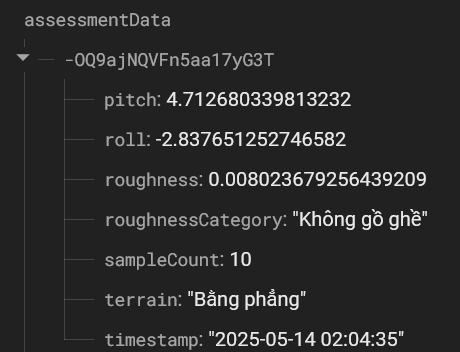 assessmentData
-OQ9ajNQVFn5aa17yG3T
pitch: 4.712680339813232
roll: -2.837651252746582
roughness: 0.008023679256439209
roughnessCategory: "Không gồ ghề"
sampleCount: 10
terrain: "Bằng phẳng"
timestamp: "2025-05-14 02:04:35"